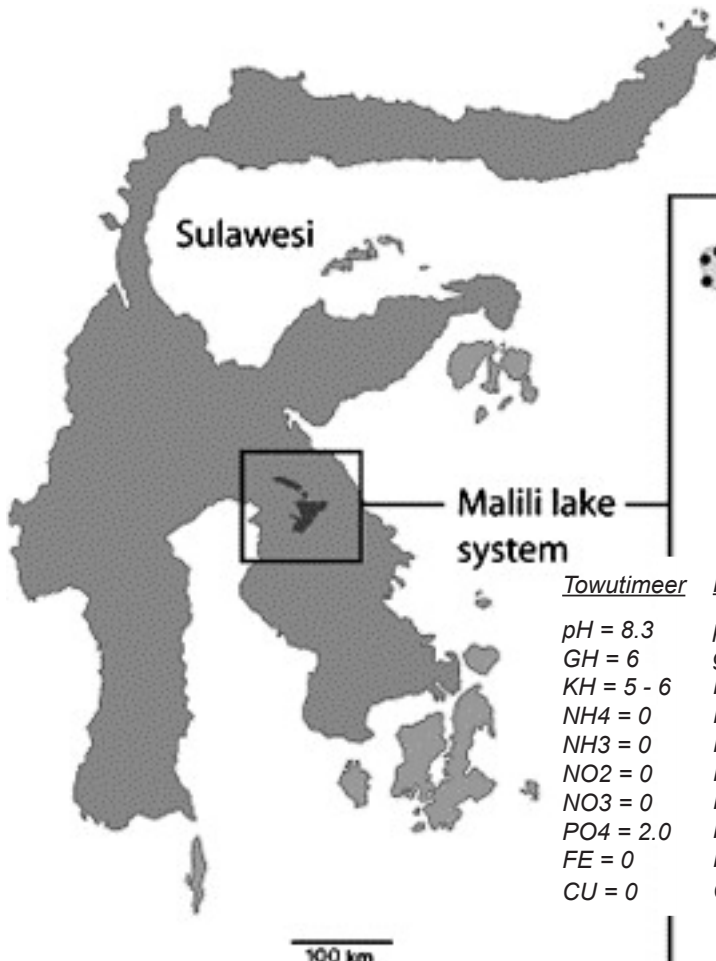 Sulawesi
Malili lake
system
Towutimeer
pH = 8.3
GH = 6
KH = 5 - 6
NH4 = 0
NH3 = 0
NO2 = 0
NO3 = 0
PO4 = 2.0
FE = 0
CU = 0
100 km